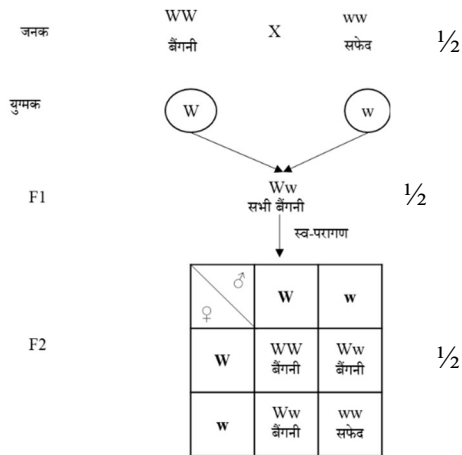 जनक WW X ww ½
बैंगनी सफेद
युग्मक W w
F1 Ww ½
सभी बैंगनी
स्व-परागण
♂ W w
♀
F2 W WW Ww ½
बैंगनी बैंगनी
w Ww ww
बैंगनी सफेद